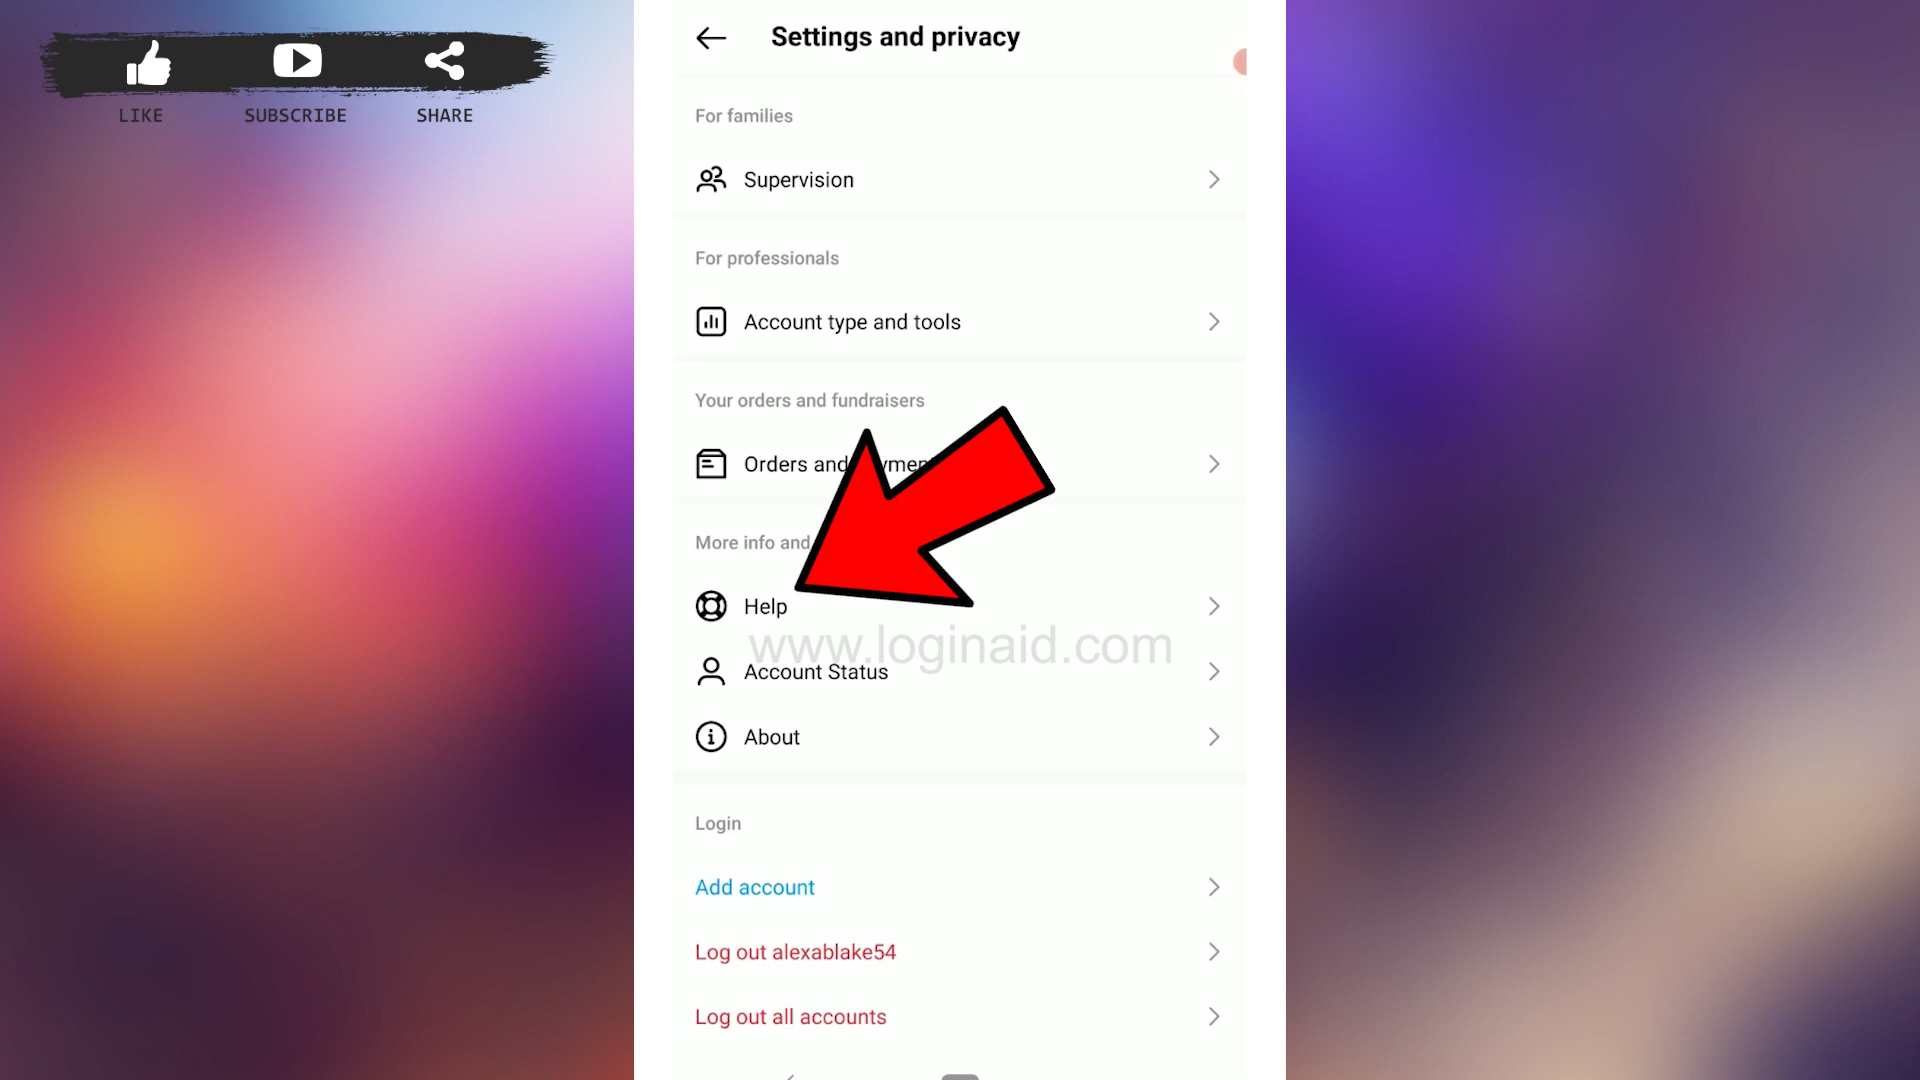 LIKE SUBSCRIBE SHARE
Settings and privacy
For families
Supervision
For professionals
Account type and tools
Your orders and fundraisers
Orders and
More info and
Help
www.loginaid.com
Account Status
About
Login
Add account
Log out alexablake54
Log out all accounts